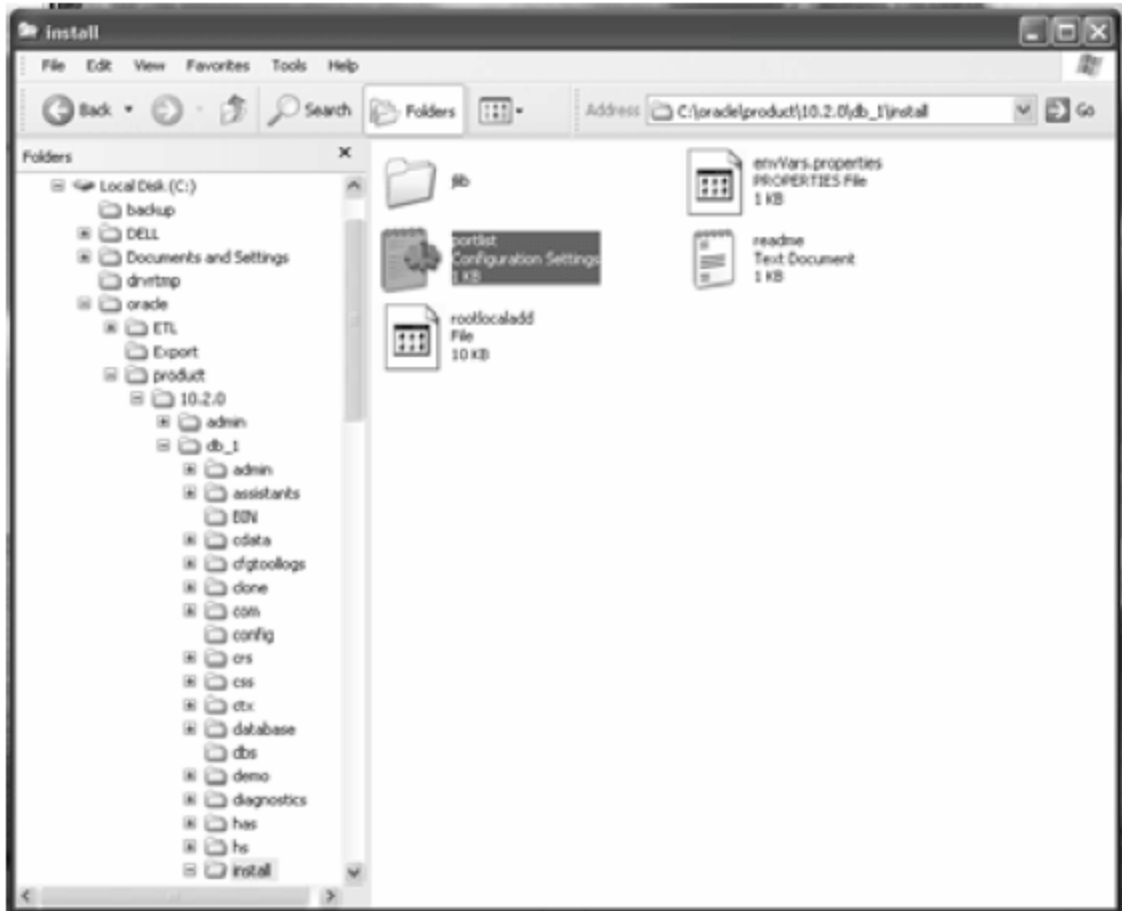 install
File Edit View Favorites Tools Help
Back Search Folders Address C:\oracle\product\10.2.0\db_1\install Go
Folders
Local Disk (C:)
backup
DELL
Documents and Settings
drvrtmp
oracle
ETL
Export
product
10.2.0
admin
db_1
admin
assistants
BIN
cdata
cfgtoollogs
clone
com
config
crs
css
ctx
database
dbs
demo
diagnostics
has
hs
install
jlib
envVars.properties
PROPERTIES File
1 KB
portlist
Configuration Settings
1 KB
readme
Text Document
1 KB
rootlocaladd
File
10 KB